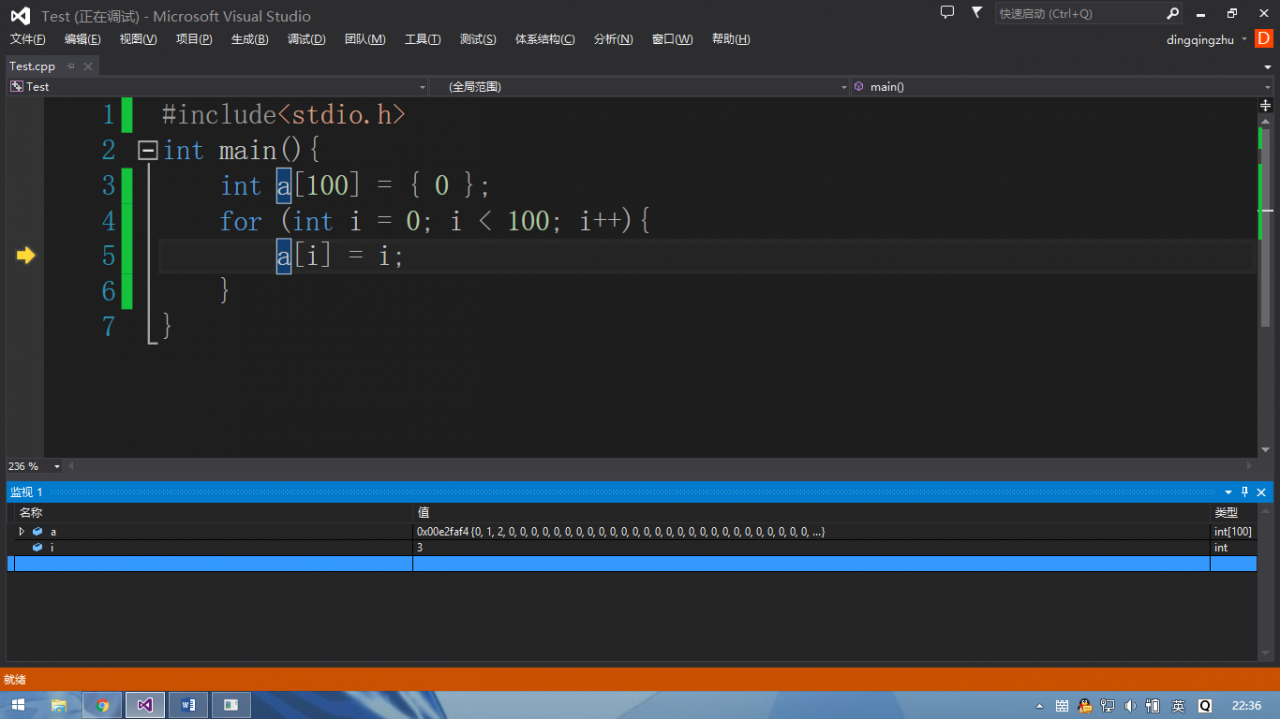 Test (正在调试) - Microsoft Visual Studio
快速启动 (Ctrl+Q)
文件(F) 编辑(E) 视图(V) 项目(P) 生成(B) 调试(D) 团队(M) 工具(T) 测试(S) 体系结构(C) 分析(N) 窗口(W) 帮助(H)
dingqingzhu D
Test.cpp
Test (全局范围) main()
1 #include<stdio.h>
2 int main(){
3 int a[100] = { 0 };
4 for (int i = 0; i < 100; i++){
5 a[i] = i;
6 }
7 }
236 %
监视 1
名称 值 类型
a 0x00e2faf4 {0, 1, 2, 0, 0, 0, 0, 0, 0, 0, 0, 0, 0, 0, 0, 0, 0, 0, 0, 0, 0, 0, 0, 0, 0, 0, 0, 0, 0, 0, 0, ...} int[100]
i 3 int
就绪
英 Q 22:36